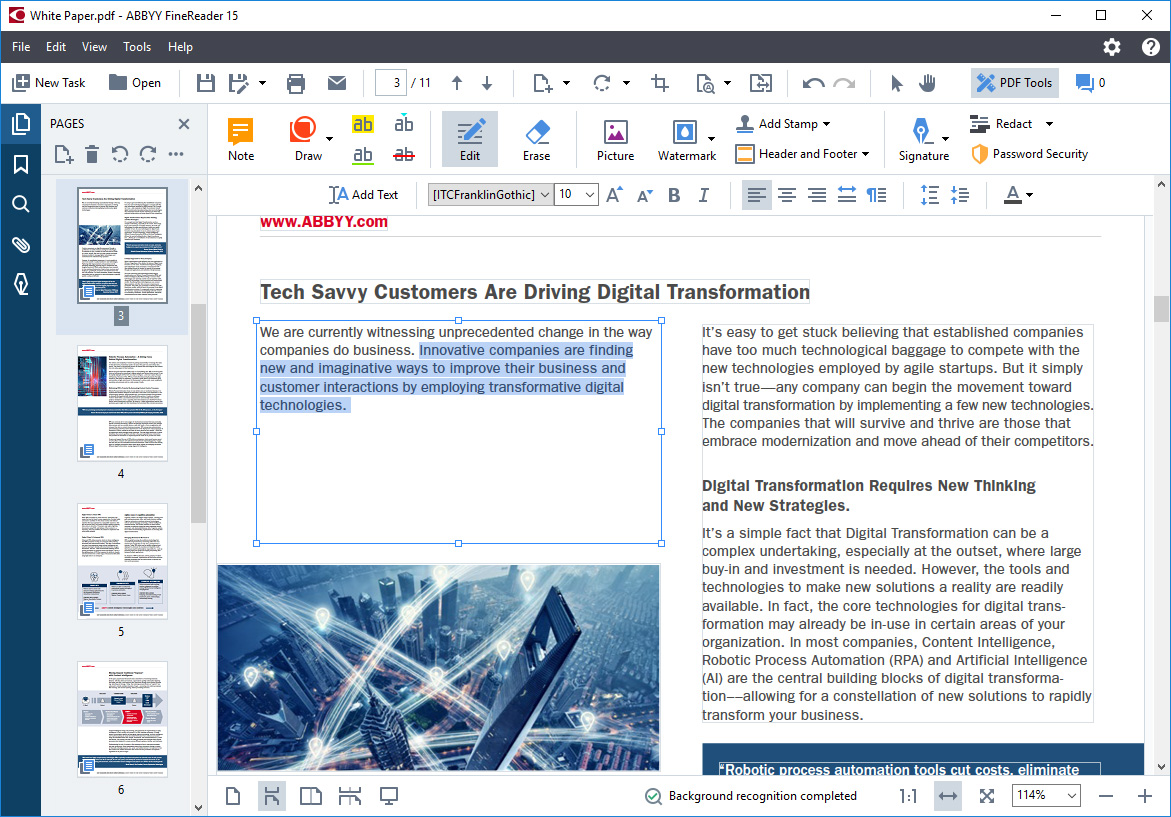 White Paper.pdf - ABBYY FineReader 15
File Edit View Tools Help
New Task Open 3 / 11 PDF Tools 0
PAGES
Note Draw ab ab ab ab Edit Erase Picture Watermark Add Stamp Header and Footer Signature Redact Password Security
Add Text [ITCFranklinGothic] 10 A A B I A
3
4
5
6
www.ABBYY.com
Tech Savvy Customers Are Driving Digital Transformation
We are currently witnessing unprecedented change in the way
companies do business. Innovative companies are finding
new and imaginative ways to improve their business and
customer interactions by employing transformative digital
technologies.
It’s easy to get stuck believing that established companies
have too much technological baggage to compete with the
new technologies employed by agile startups. But it simply
isn’t true—any company can begin the movement toward
digital transformation by implementing a few new technologies.
The companies that will survive and thrive are those that
embrace modernization and move ahead of their competitors.
Digital Transformation Requires New Thinking
and New Strategies.
It’s a simple fact that Digital Transformation can be a
complex undertaking, especially at the outset, where large
buy-in and investment is needed. However, the tools and
technologies to make new solutions a reality are readily
available. In fact, the core technologies for digital trans-
formation may already be in-use in certain areas of your
organization. In most companies, Content Intelligence,
Robotic Process Automation (RPA) and Artificial Intelligence
(AI) are the central building blocks of digital transforma-
tion—allowing for a constellation of new solutions to rapidly
transform your business.
“Robotic process automation tools cut costs, eliminate
Background recognition completed 1:1 114%